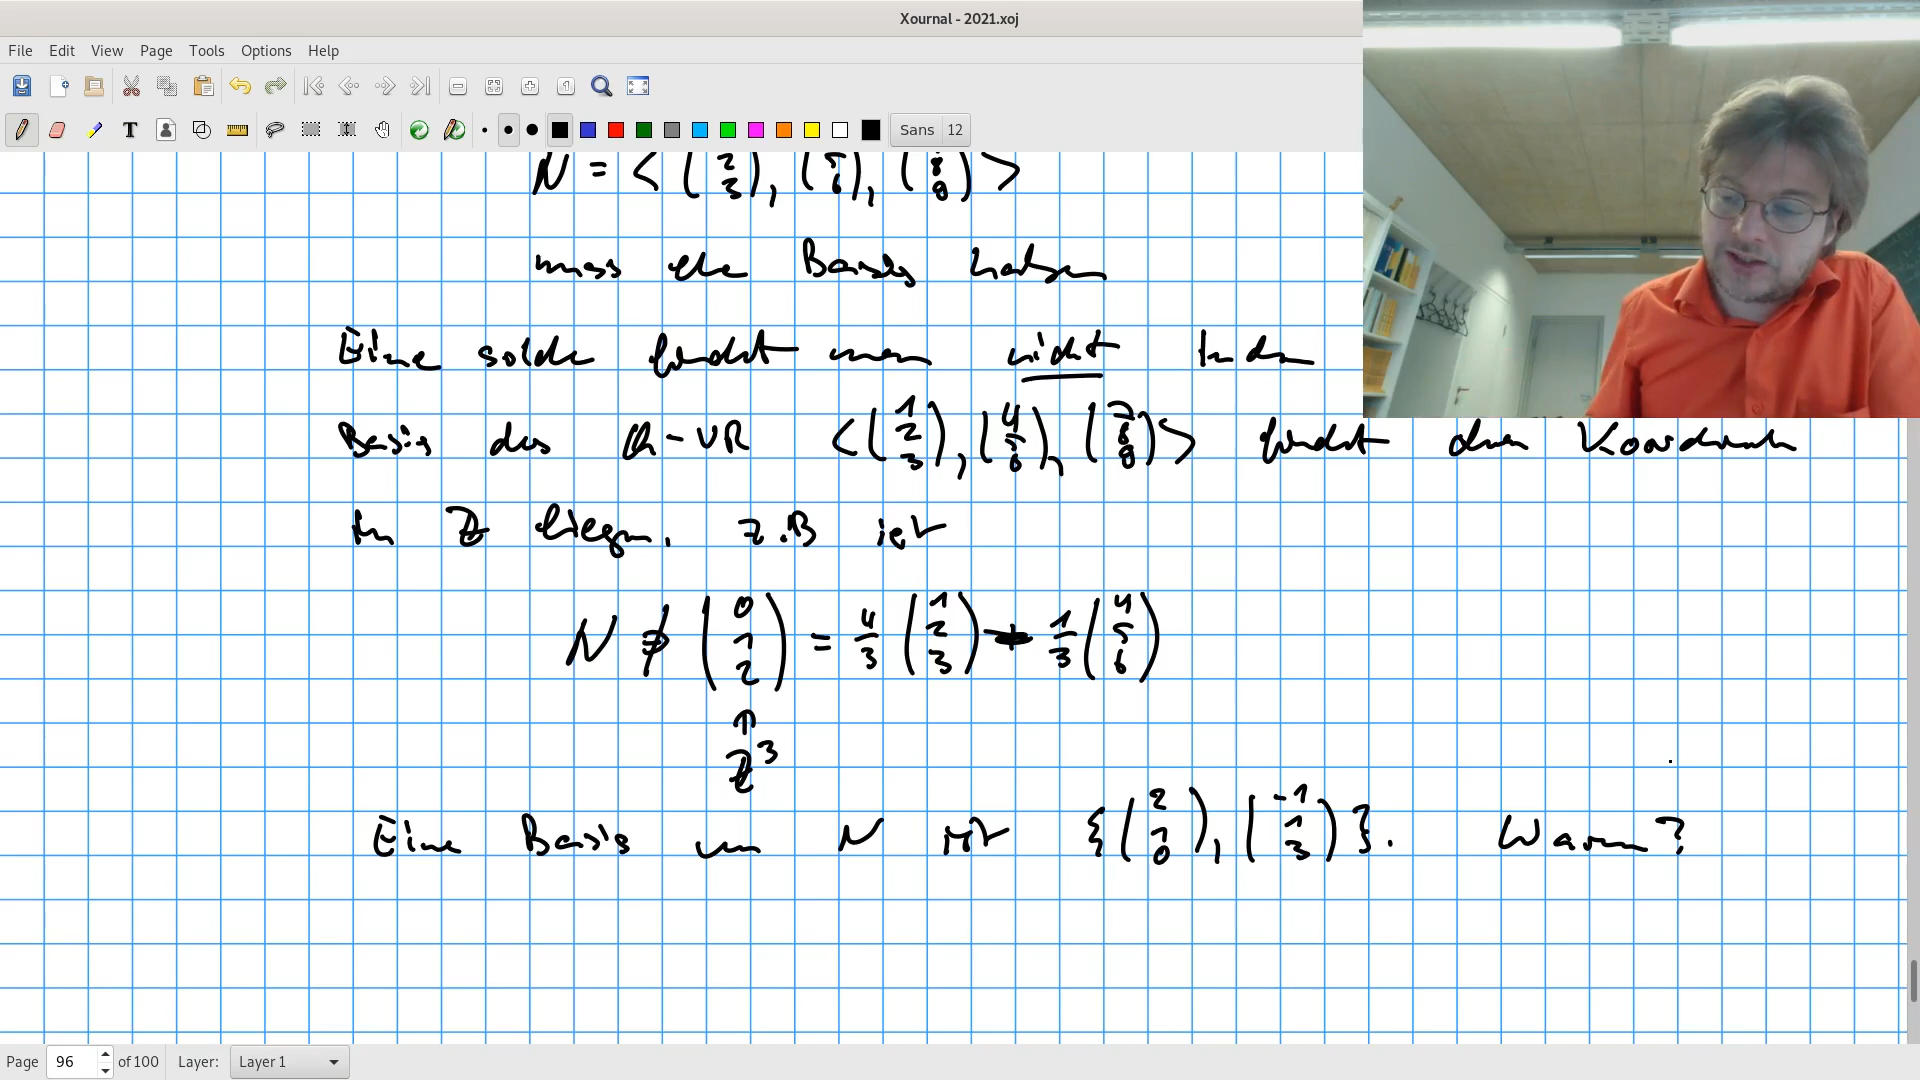 Xournal - 2021.xoj
File Edit View Page Tools Options Help
T Sans 12
N = < (2 3), (5 6), (8 9) >
muss eine Basis haben
Eine solche findet man nicht indem
Basis des Q-VR < (1 2 3), (4 5 6), (7 8 9) > findet deren Koordinaten
in Z liegen. z.B ist
N ∌ (0 1 2) = 4/3 (1 2 3) - 1/3 (4 5 6)
↑
Z³
Eine Basis von N ist { (2 1 0), (-1 1 3) }. Warum?
Page 96 of 100 Layer: Layer 1